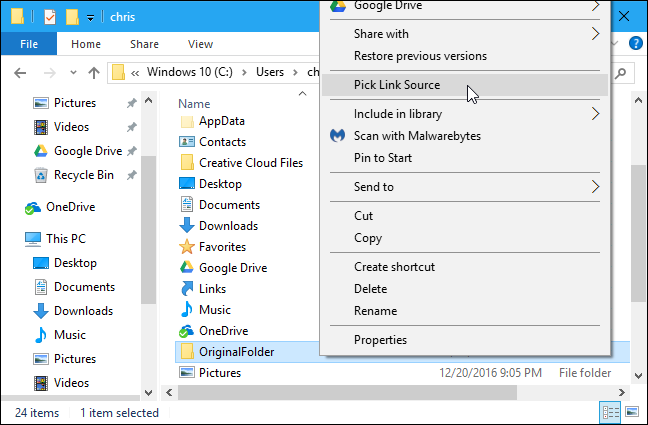 chris
File
Home
Share
View
Windows 10 (C:)
Users
ch
Pictures
Videos
Google Drive
Recycle Bin
OneDrive
This PC
Desktop
Documents
Downloads
Music
Pictures
Videos
Name
AppData
Contacts
Creative Cloud Files
Desktop
Documents
Downloads
Favorites
Google Drive
Links
Music
OneDrive
OriginalFolder
Pictures 12/20/2016 9:05 PM File folder
Google Drive
Share with
Restore previous versions
Pick Link Source
Include in library
Scan with Malwarebytes
Pin to Start
Send to
Cut
Copy
Create shortcut
Delete
Rename
Properties
24 items 1 item selected